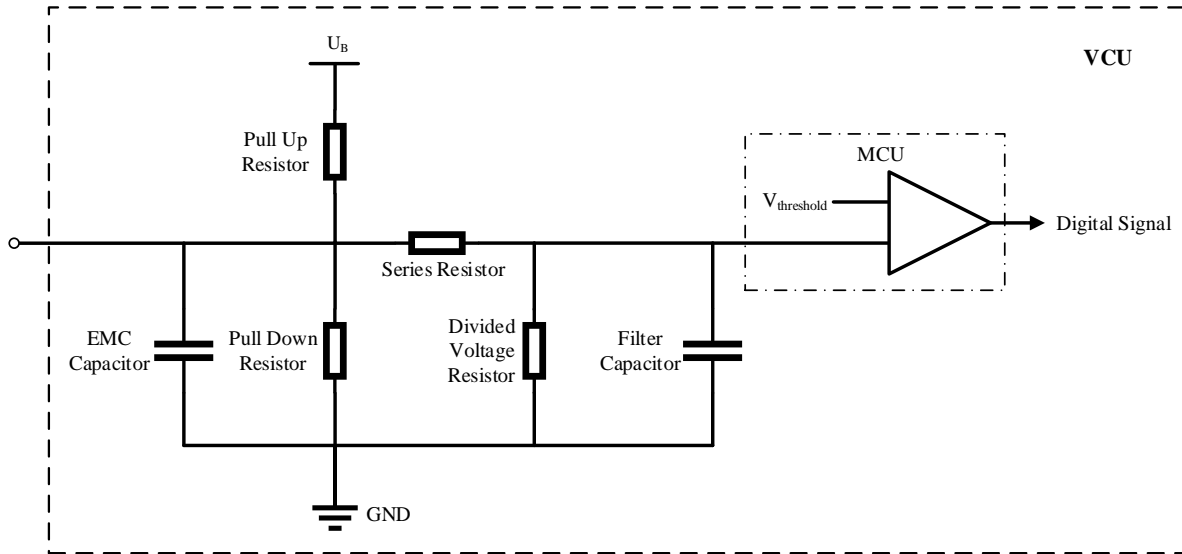 U_B
VCU
Pull Up
Resistor
MCU
V_threshold
Digital Signal
Series Resistor
EMC
Capacitor
Pull Down
Resistor
Divided
Voltage
Resistor
Filter
Capacitor
GND